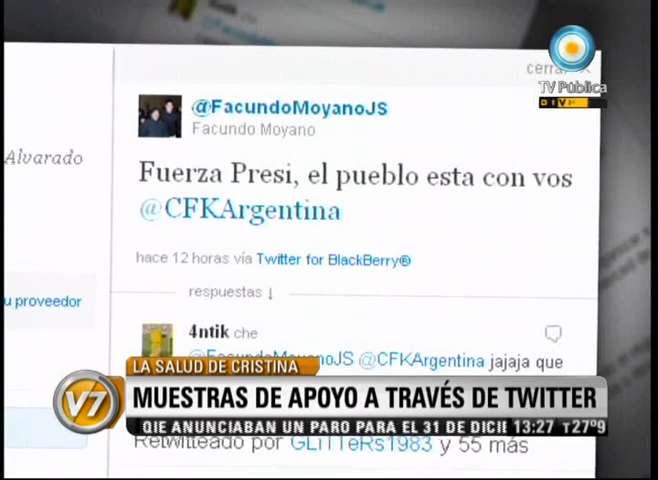 cerrar X
TV Pública
@FacundoMoyanoJS
Facundo Moyano
Alvarado
Fuerza Presi, el pueblo esta con vos
@CFKArgentina
hace 12 horas vía Twitter for BlackBerry®
u proveedor
respuestas ↓
4ntik che
@FacundoMoyanoJS @CFKArgentina jajaja que
LA SALUD DE CRISTINA
V7
MUESTRAS DE APOYO A TRAVÉS DE TWITTER
QIE ANUNCIABAN UN PARO PARA EL 31 DE DICIE 13:27 T27º9
Retwitteado por GLiTTeRs1983 y 55 más